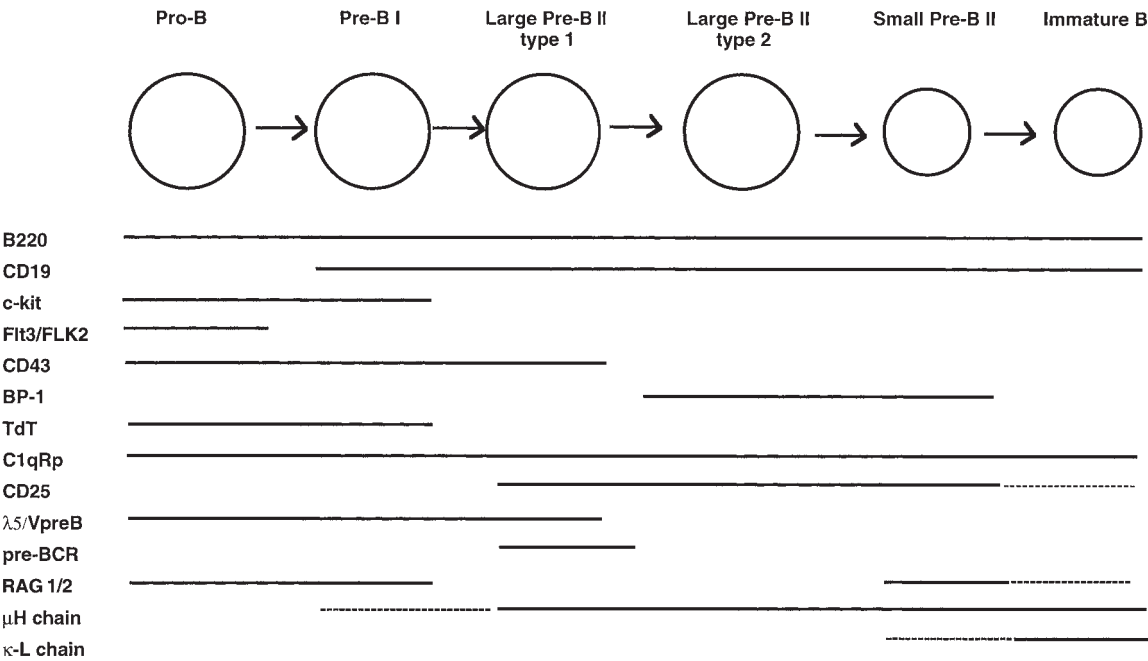 Pro-B Pre-B I Large Pre-B II Large Pre-B II Small Pre-B II Immature B
type 1 type 2
B220
CD19
c-kit
Flt3/FLK2
CD43
BP-1
TdT
C1qRp
CD25
λ5/VpreB
pre-BCR
RAG 1/2
μH chain
κ-L chain